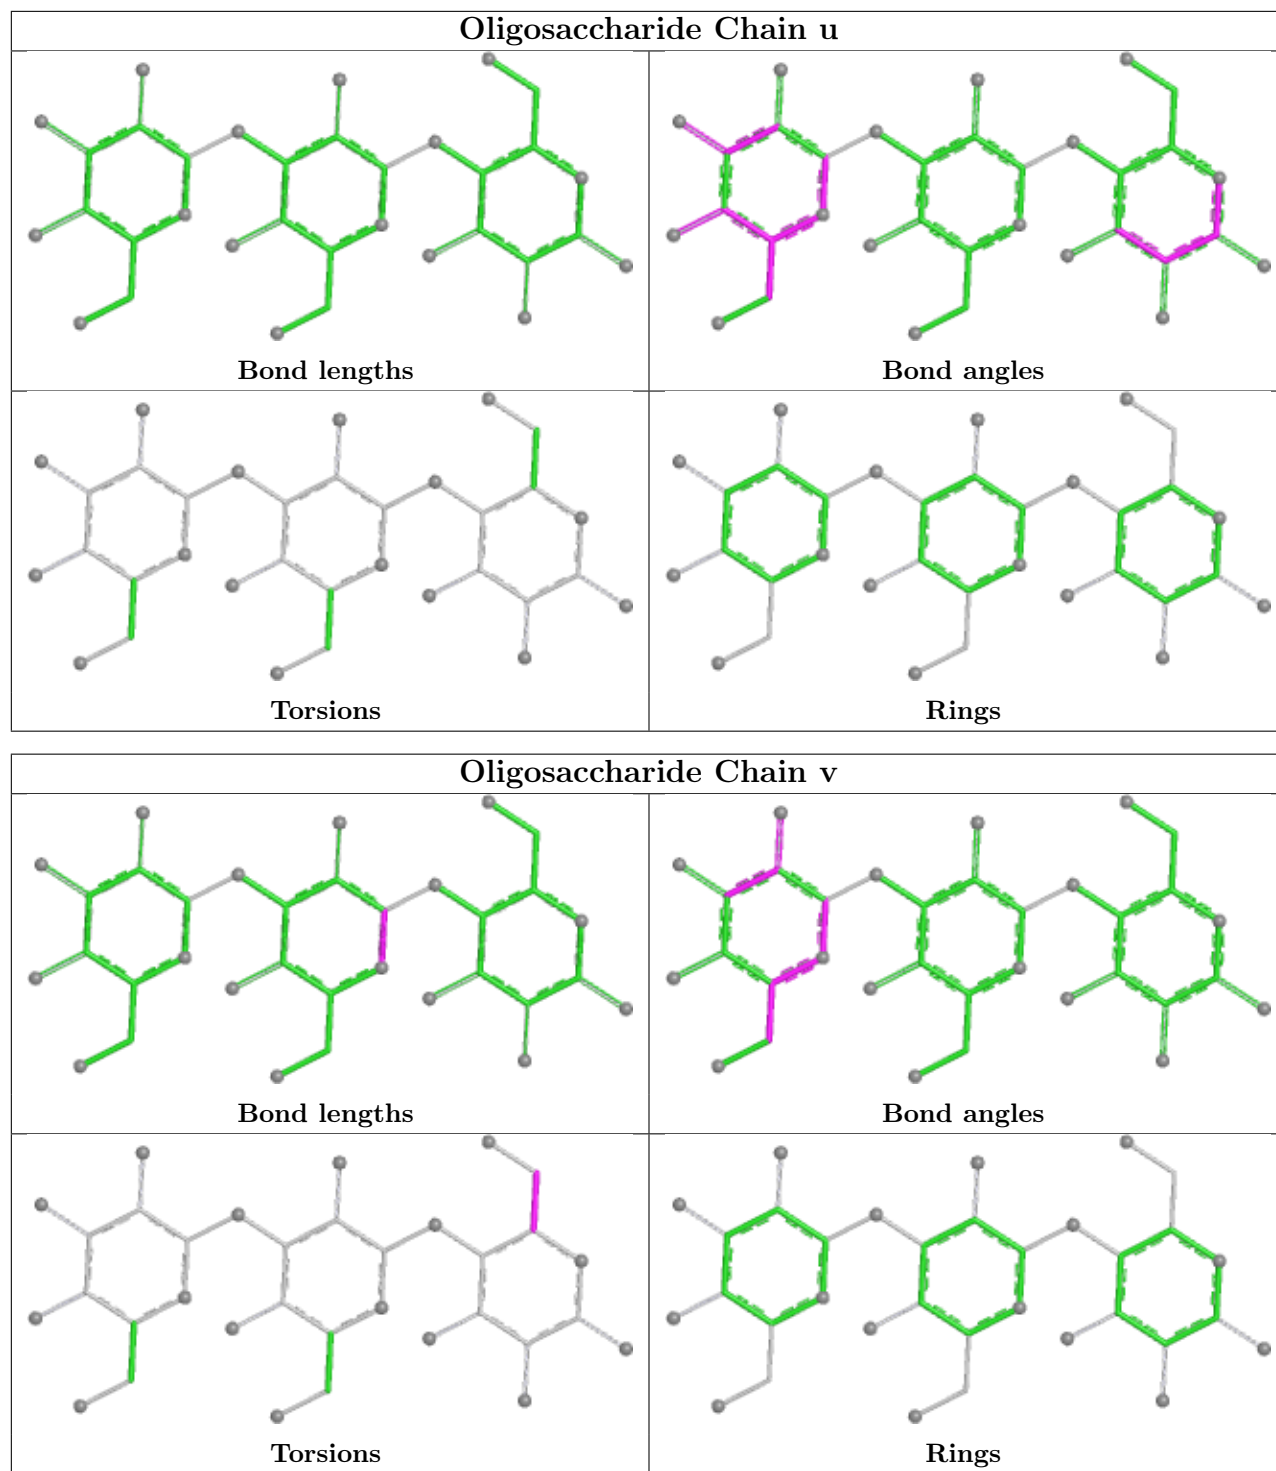 Oligosaccharide Chain u
Bond lengths
Bond angles
Torsions
Rings
Oligosaccharide Chain v
Bond lengths
Bond angles
Torsions
Rings